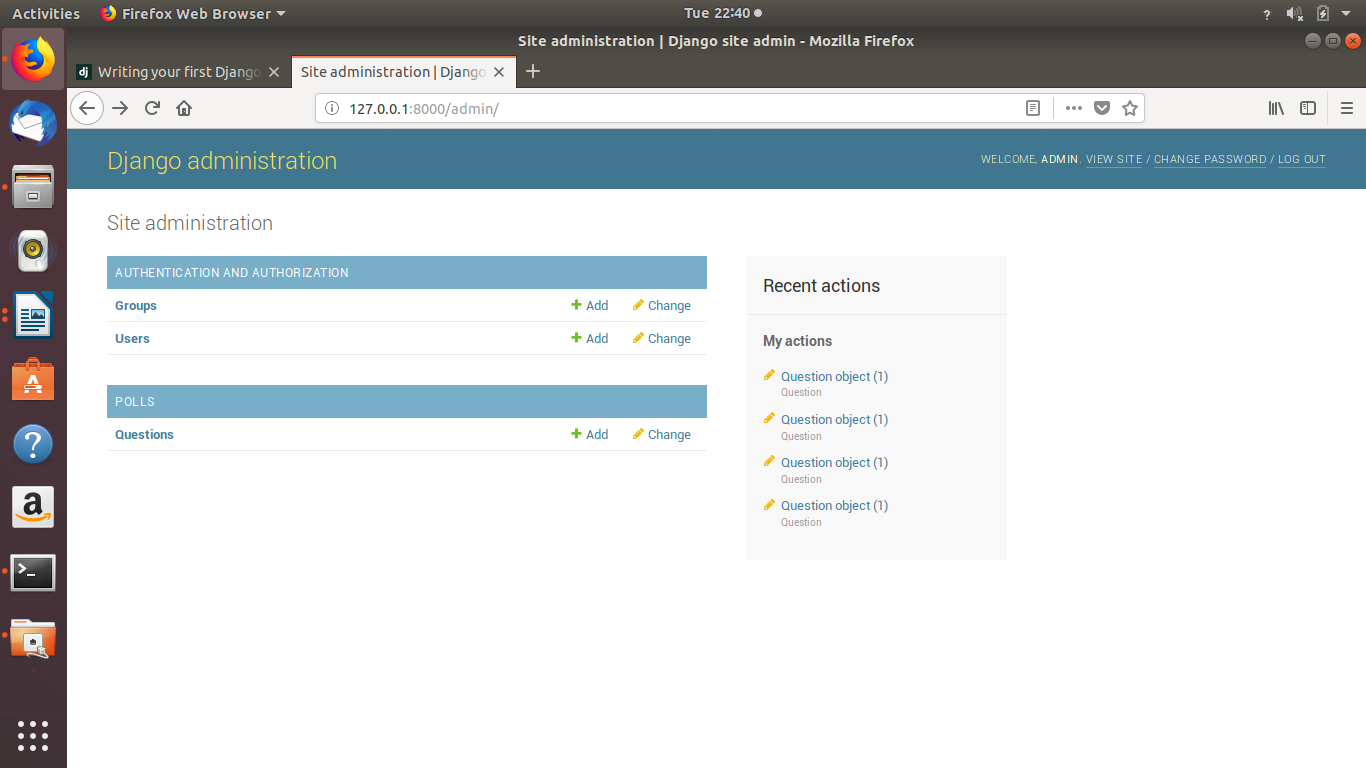 Activities Firefox Web Browser Tue 22:40 ?
Site administration | Django site admin - Mozilla Firefox
dj Writing your first Django Site administration | Django
127.0.0.1:8000/admin/
Django administration WELCOME, ADMIN. VIEW SITE / CHANGE PASSWORD / LOG OUT
Site administration
AUTHENTICATION AND AUTHORIZATION
Groups Add Change
Users Add Change
POLLS
Questions Add Change
Recent actions
My actions
Question object (1)
Question
Question object (1)
Question
Question object (1)
Question
Question object (1)
Question